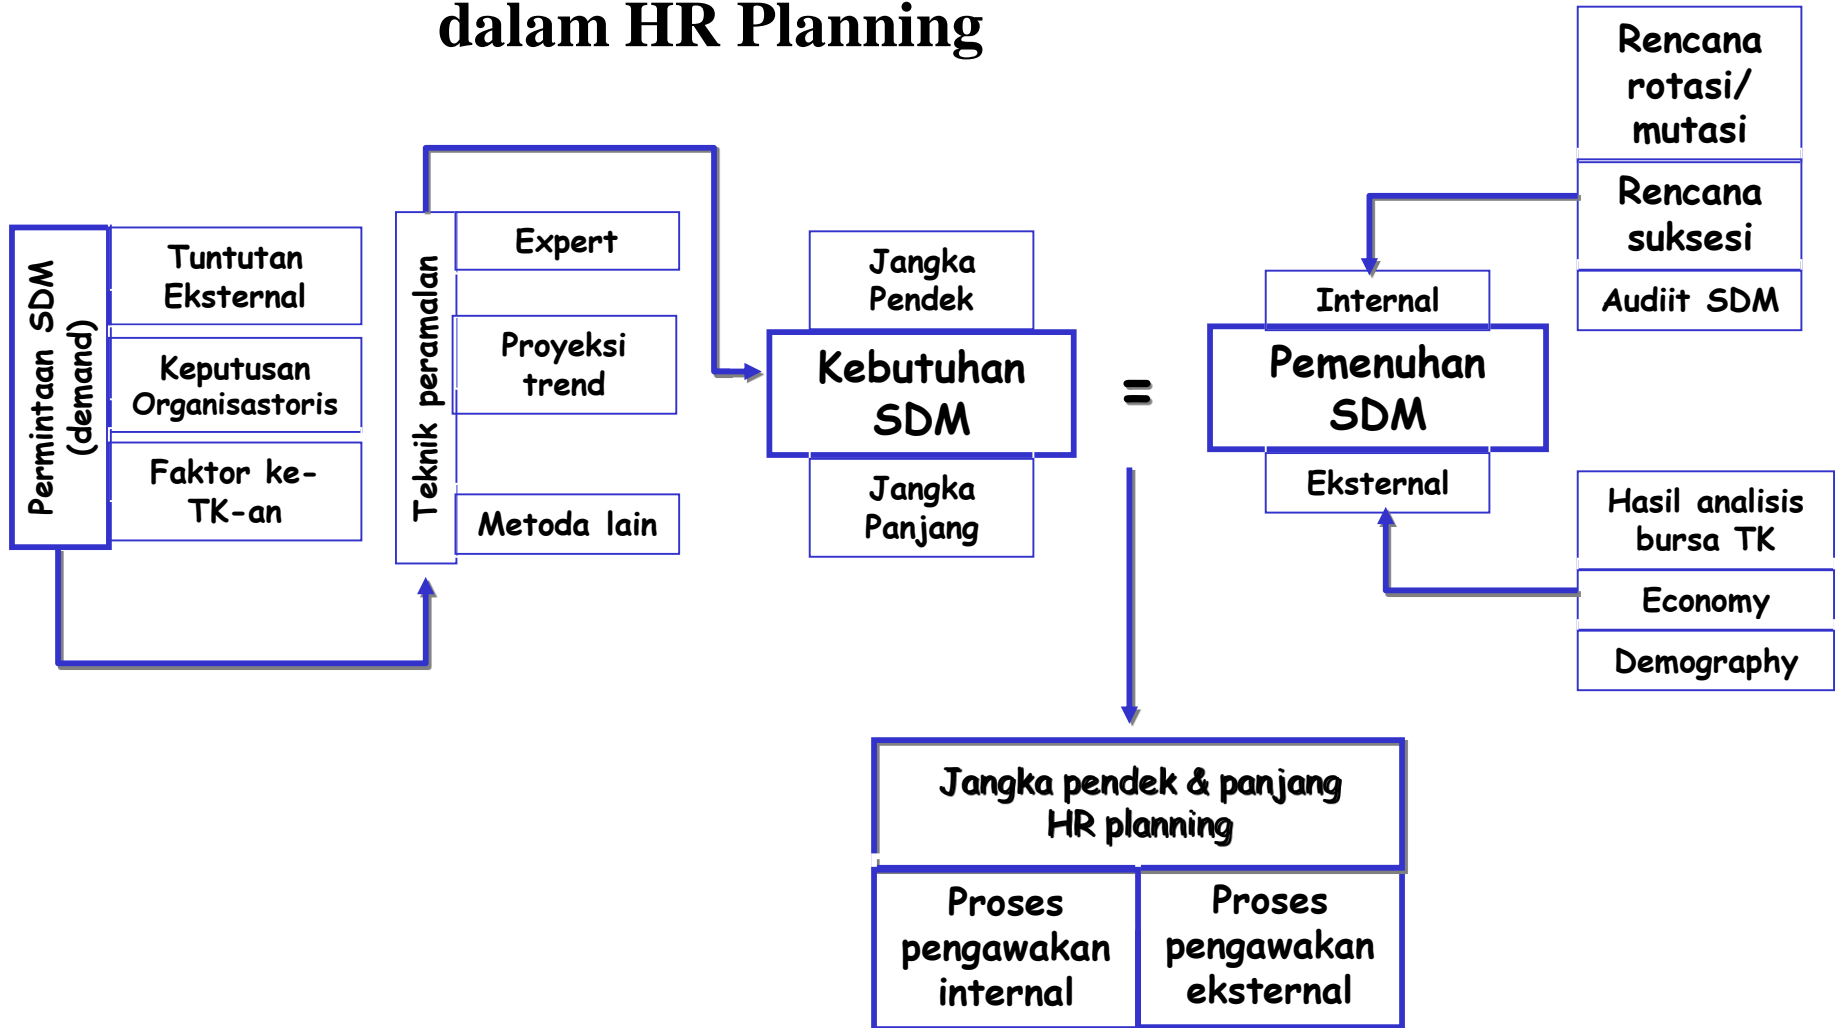 dalam HR Planning
Permintaan SDM
(demand)
Tuntutan
Eksternal
Keputusan
Organisastoris
Faktor ke-
TK-an
Teknik peramalan
Expert
Proyeksi
trend
Metoda lain
Jangka
Pendek
Kebutuhan
SDM
Jangka
Panjang
=
Internal
Pemenuhan
SDM
Eksternal
Rencana
rotasi/
mutasi
Rencana
suksesi
Audiit SDM
Hasil analisis
bursa TK
Economy
Demography
Jangka pendek & panjang
HR planning
Proses
pengawakan
internal
Proses
pengawakan
eksternal